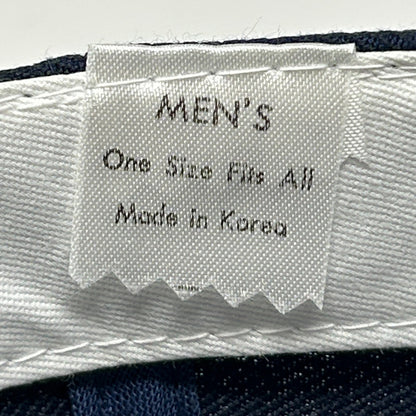 MEN'S
One Size Fits All
Made in Korea